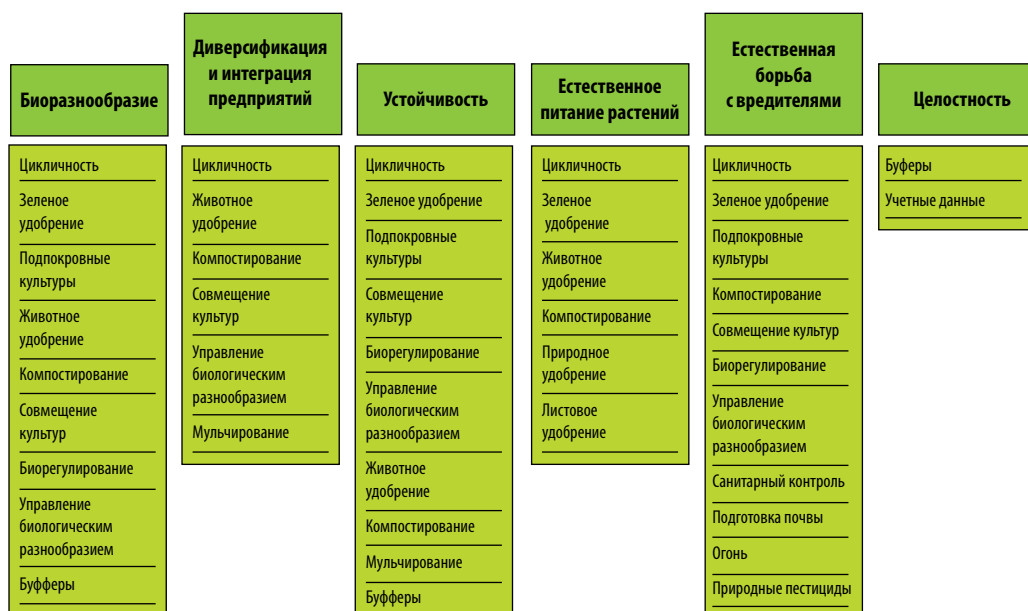 Биоразнообразие
Цикличность
Зеленое
удобрение
Подпокровные
культуры
Животное
удобрение
Компостирование
Совмещение
культур
Биорегулирование
Управление
биологическим
разнообразием
Буфферы
Диверсификация
и интеграция
предприятий
Цикличность
Животное
удобрение
Компостирование
Совмещение
культур
Управление
биологическим
разнообразием
Мульчирование
Устойчивость
Цикличность
Зеленое удобрение
Подпокровные
культуры
Совмещение
культур
Биорегулирование
Управление
биологическим
разнообразием
Животное
удобрение
Компостирование
Мульчирование
Буфферы
Естественное
питание растений
Цикличность
Зеленое
удобрение
Животное
удобрение
Компостирование
Природное
удобрение
Листовое
удобрение
Естественная
борьба
с вредителями
Цикличность
Зеленое удобрение
Подпокровные
культуры
Компостирование
Совмещение культур
Биорегулирование
Управление
биологическим
разнообразием
Санитарный контроль
Подготовка почвы
Огонь
Природные пестициды
Целостность
Буферы
Учетные данные